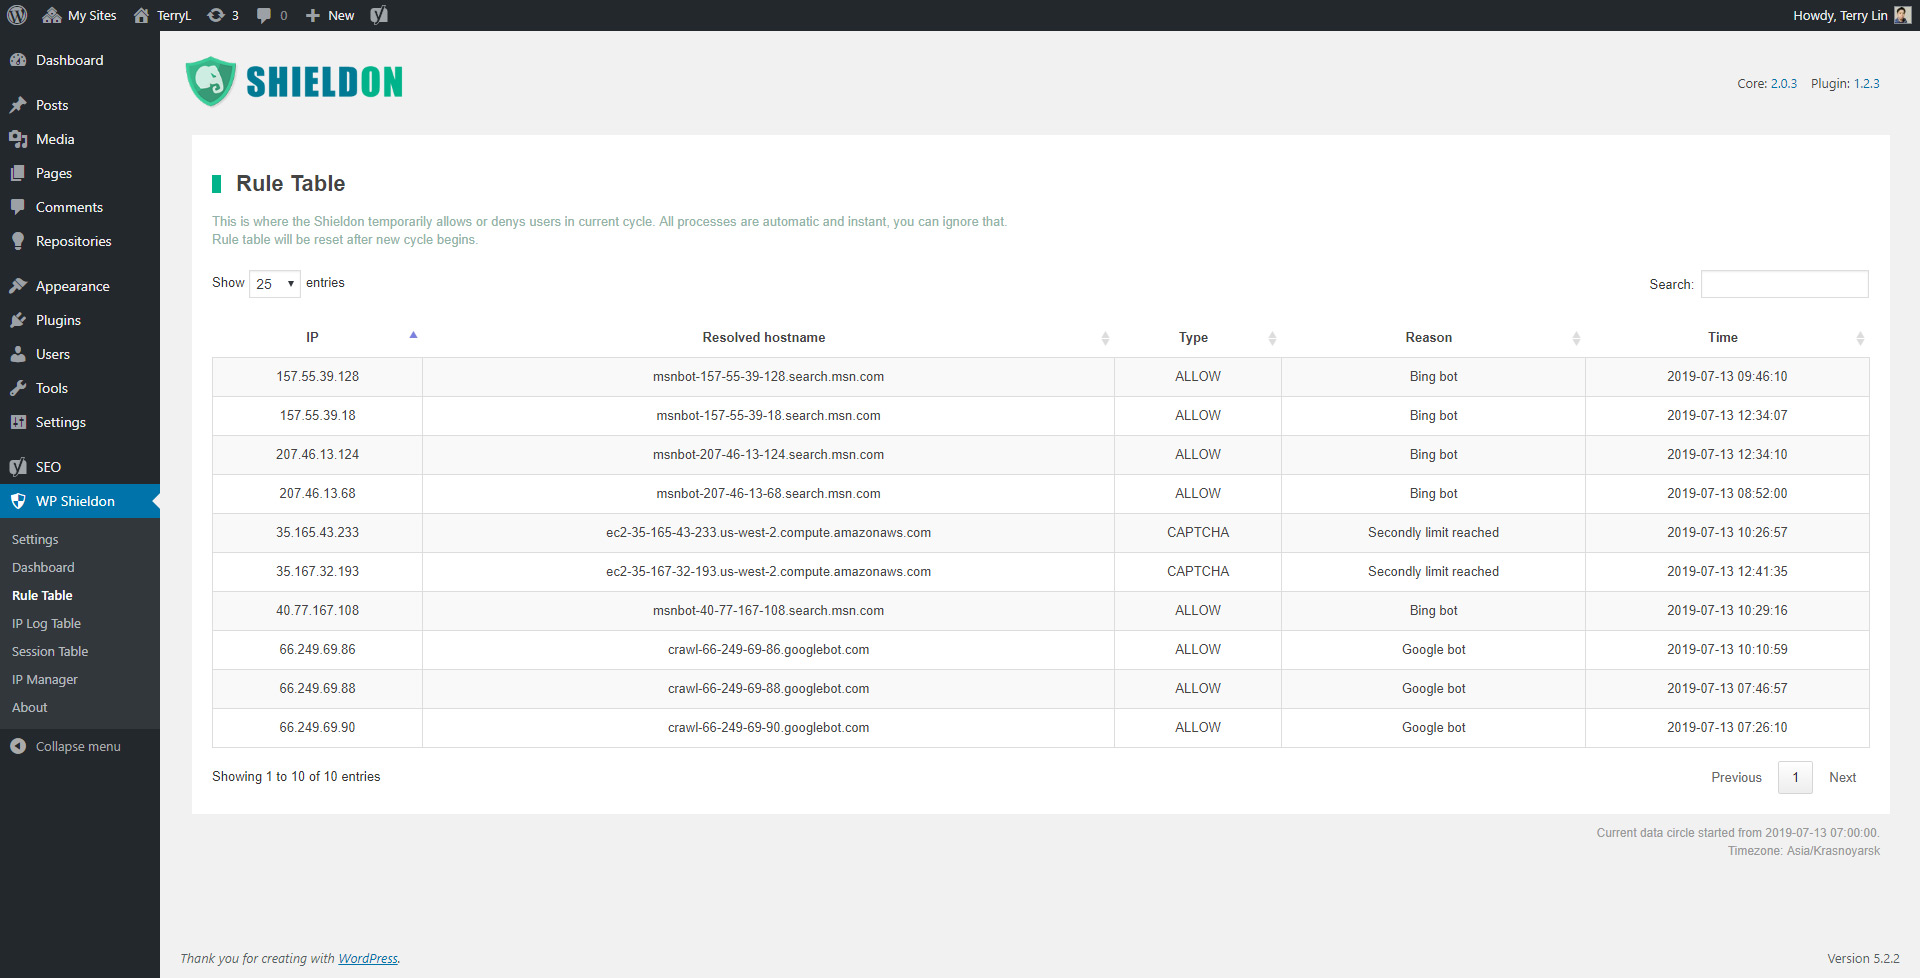 My Sites TerryL 3 0 New Howdy, Terry Lin
Dashboard
Posts
Media
Pages
Comments
Repositories
Appearance
Plugins
Users
Tools
Settings
SEO
WP Shieldon
Settings
Dashboard
Rule Table
IP Log Table
Session Table
IP Manager
About
Collapse menu
SHIELDON
Core: 2.0.3 Plugin: 1.2.3
Rule Table
This is where the Shieldon temporarily allows or denys users in current cycle. All processes are automatic and instant, you can ignore that.
Rule table will be reset after new cycle begins.
Show 25 entries Search:
IP Resolved hostname Type Reason Time
157.55.39.128 msnbot-157-55-39-128.search.msn.com ALLOW Bing bot 2019-07-13 09:46:10
157.55.39.18 msnbot-157-55-39-18.search.msn.com ALLOW Bing bot 2019-07-13 12:34:07
207.46.13.124 msnbot-207-46-13-124.search.msn.com ALLOW Bing bot 2019-07-13 12:34:10
207.46.13.68 msnbot-207-46-13-68.search.msn.com ALLOW Bing bot 2019-07-13 08:52:00
35.165.43.233 ec2-35-165-43-233.us-west-2.compute.amazonaws.com CAPTCHA Secondly limit reached 2019-07-13 10:26:57
35.167.32.193 ec2-35-167-32-193.us-west-2.compute.amazonaws.com CAPTCHA Secondly limit reached 2019-07-13 12:41:35
40.77.167.108 msnbot-40-77-167-108.search.msn.com ALLOW Bing bot 2019-07-13 10:29:16
66.249.69.86 crawl-66-249-69-86.googlebot.com ALLOW Google bot 2019-07-13 10:10:59
66.249.69.88 crawl-66-249-69-88.googlebot.com ALLOW Google bot 2019-07-13 07:46:57
66.249.69.90 crawl-66-249-69-90.googlebot.com ALLOW Google bot 2019-07-13 07:26:10
Showing 1 to 10 of 10 entries Previous 1 Next
Current data circle started from 2019-07-13 07:00:00.
Timezone: Asia/Krasnoyarsk
Thank you for creating with WordPress. Version 5.2.2